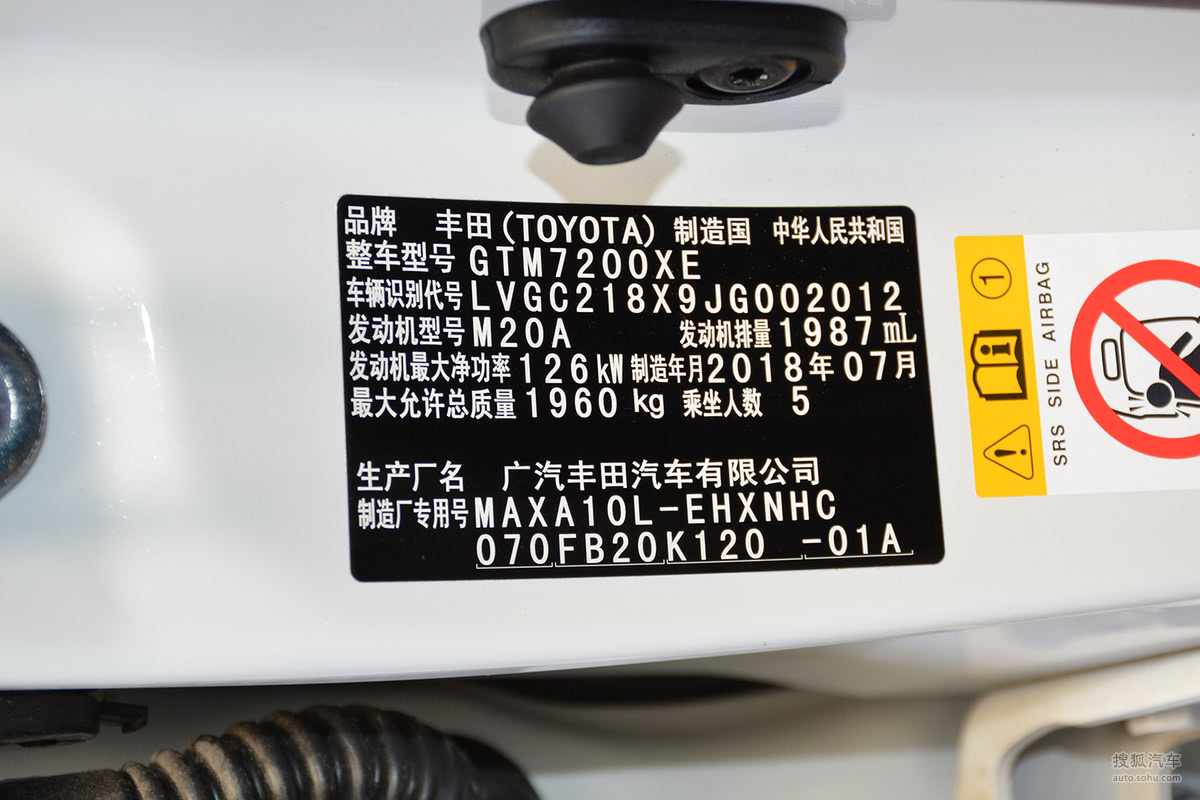 品牌 丰田(TOYOTA) 制造国 中华人民共和国
整车型号 GTM7200XE
车辆识别代号 LVGC218X9JG002012
发动机型号 M20A 发动机排量 1987 mL
发动机最大净功率 126 kW 制造年月 2018年 07月
最大允许总质量 1960 kg 乘坐人数 5
生产厂名 广汽丰田汽车有限公司
制造厂专用号 MAXA10L-EHXNHC
070FB20K120 -01A
1
SRS SIDE AIRBAG
搜狐汽车
auto.sohu.com